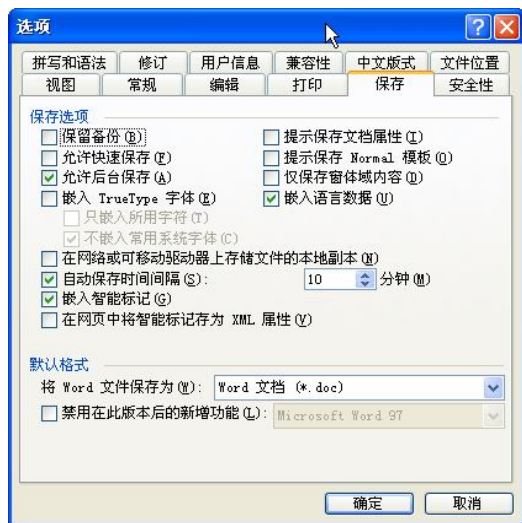 选项
拼写和语法 修订 用户信息 兼容性 中文版式 文件位置
视图 常规 编辑 打印 保存 安全性
保存选项
保留备份(B) 提示保存文档属性(I)
允许快速保存(F) 提示保存 Normal 模板(O)
允许后台保存(A) 仅保存窗体域内容(D)
嵌入 TrueType 字体(E) 嵌入语言数据(U)
只嵌入所用字符(T)
不嵌入常用系统字体(C)
在网络或可移动驱动器上存储文件的本地副本(N)
自动保存时间间隔(S): 10 分钟(M)
嵌入智能标记(G)
在网页中将智能标记存为 XML 属性(V)
默认格式
将 Word 文件保存为(W): Word 文档 (*.doc)
禁用在此版本后的新增功能(L): Microsoft Word 97
确定 取消